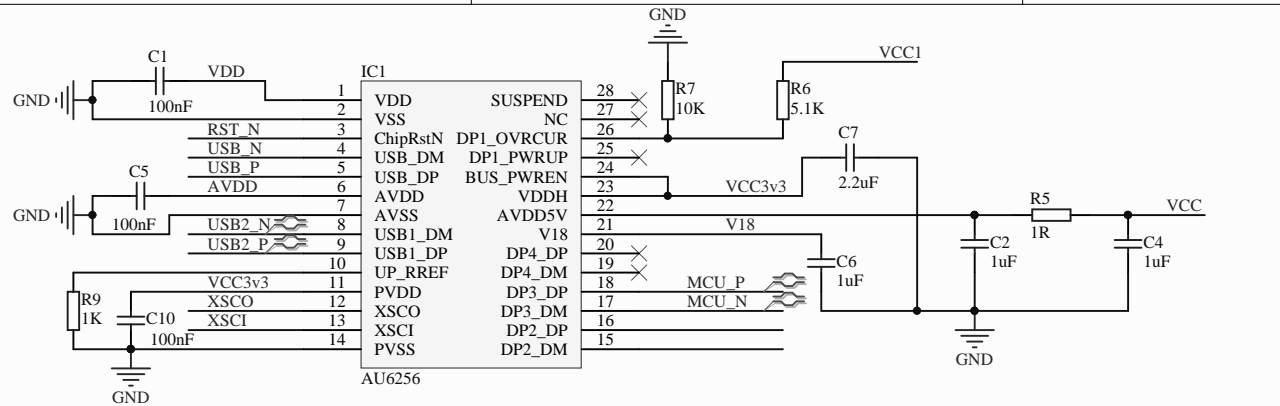 GND
C1
VDD
VCC1
IC1
GND
100nF
1
VDD
SUSPEND
28
R7
10K
R6
5.1K
2
VSS
NC
27
RST_N
3
ChipRstN
DP1_OVRCUR
26
C7
USB_N
4
USB_DM
DP1_PWRUP
25
C5
USB_P
5
USB_DP
BUS_PWREN
24
2.2uF
AVDD
6
AVDD
VDDH
23
VCC3v3
GND
100nF
7
AVSS
AVDD5V
22
R5
1R
VCC
USB2_N
8
USB1_DM
V18
21
V18
C2
1uF
C4
1uF
USB2_P
9
USB1_DP
DP4_DP
20
C6
1uF
10
UP_RREF
DP4_DM
19
VCC3v3
11
PVDD
DP3_DP
18
MCU_P
R9
1K
XSCO
12
XSCO
DP3_DM
17
MCU_N
C10
100nF
XSCI
13
XSCI
DP2_DP
16
14
PVSS
DP2_DM
15
GND
AU6256
GND